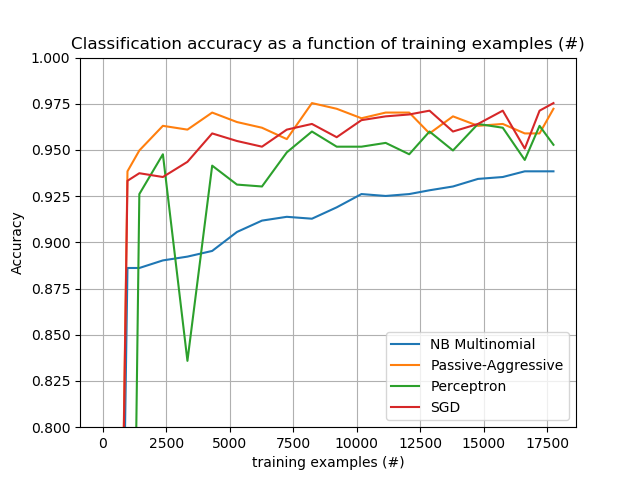 Classification accuracy as a function of training examples (#)
1.000
0.975
0.950
0.925
0.900
0.875
0.850
0.825
0.800
Accuracy
NB Multinomial
Passive-Aggressive
Perceptron
SGD
0 2500 5000 7500 10000 12500 15000 17500
training examples (#)